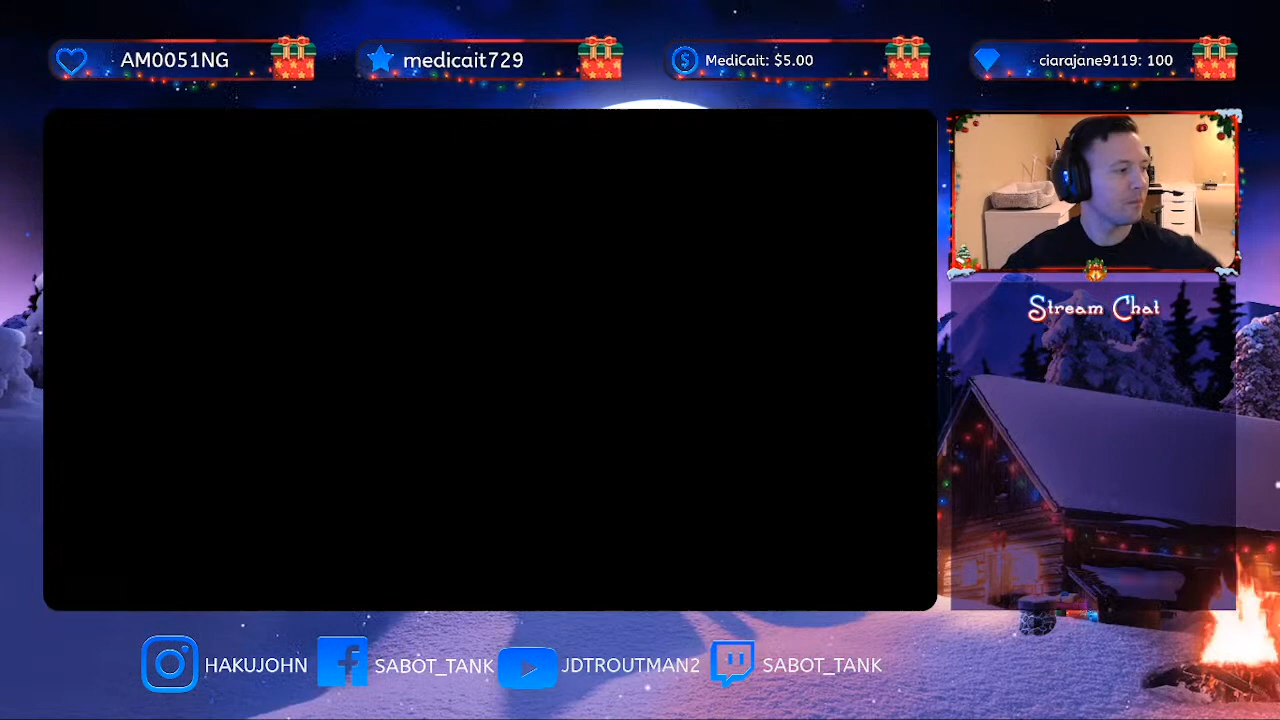 AM0051NG
medicait729
MediCait: $5.00
ciarajane9119: 100
Stream Chat
HAKUJOHN
SABOT_TANK
JDTROUTMAN2
SABOT_TANK